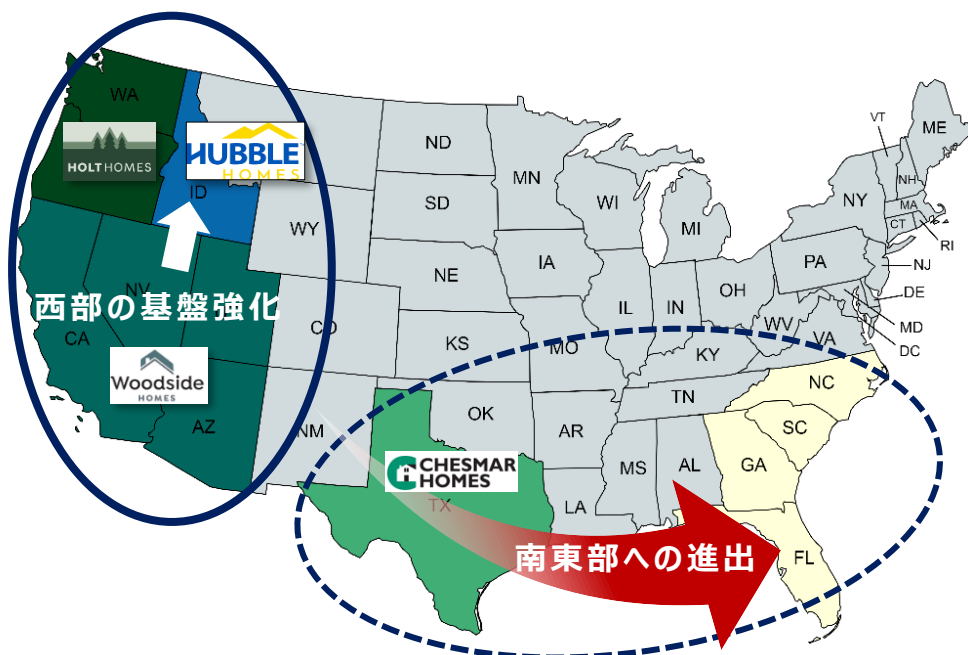 WA
HOLT HOMES
HUBBLE
HOMES
ID
西部の基盤強化
NV
CA
Woodside
HOMES
AZ
WY
CO
NM
ND
SD
NE
KS
OK
MN
IA
MO
AR
LA
WI
IL
MI
IN
OH
KY
TN
MS
AL
WV
VA
PA
NY
VT
NH
ME
MA
CT
RI
NJ
DE
MD
DC
NC
SC
GA
FL
CHESMAR
HOMES
TX
南東部への進出